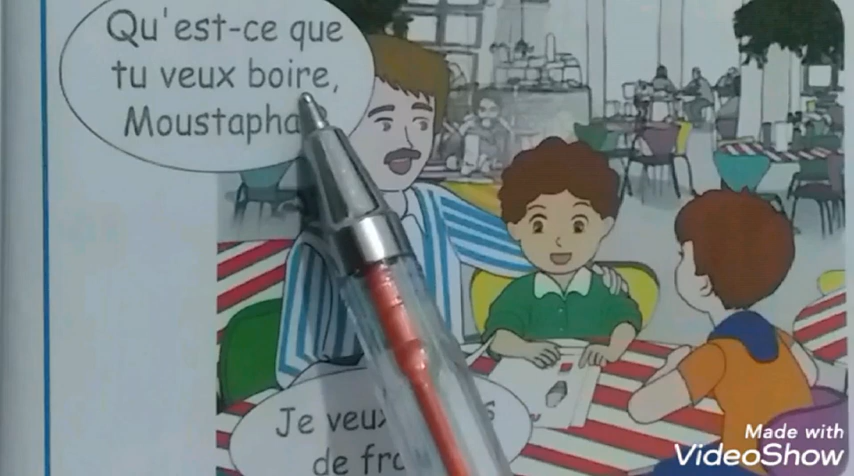 Qu'est-ce que
tu veux boire,
Moustapha
Je veux
de
Made with
VideoShow